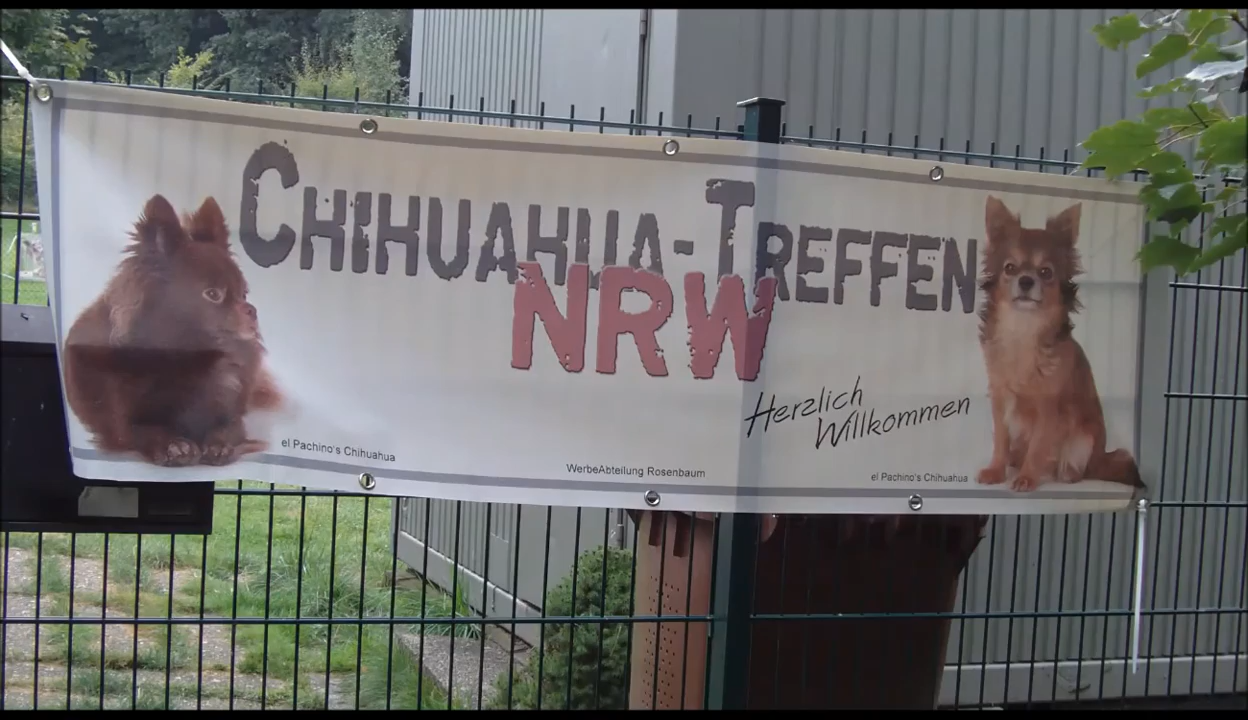 Chihuahua-Treffen
NRW
Herzlich
Willkommen
el Pachino's Chihuahua
WerbeAbteilung Rosenbaum
el Pachino's Chihuahua